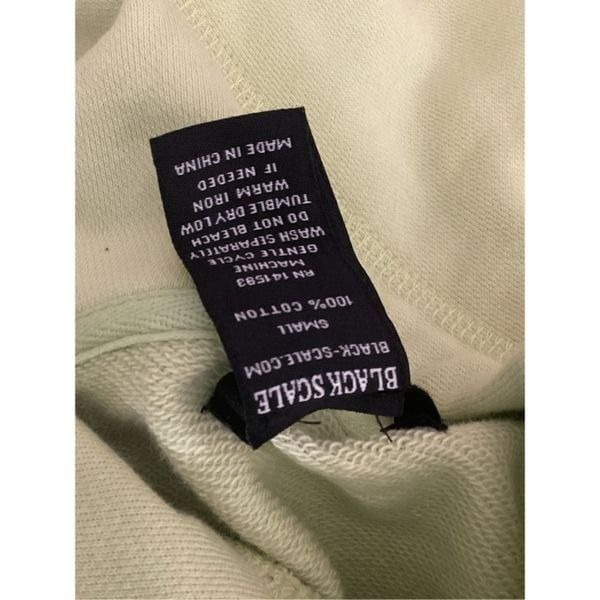 BLACK SCALE
BLACK-SCALE.COM
SMALL
100% COTTON
RN 141593
MACHINE
GENTLE CYCLE
WASH SEPARATELY
DO NOT BLEACH
TUMBLE DRY LOW
WARM IRON
IF NEEDED
MADE IN CHINA